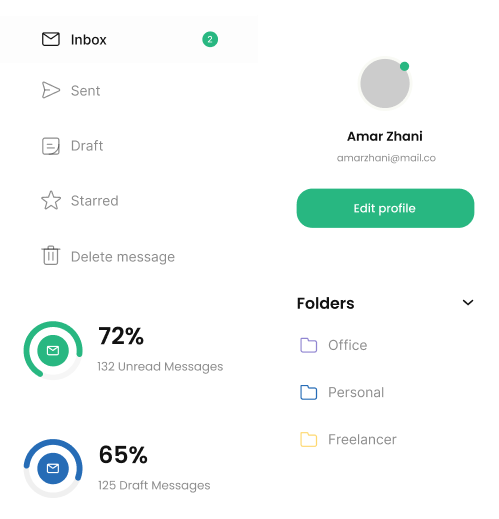 Inbox
2
Sent
Draft
Starred
Delete message
72%
132 Unread Messages
65%
125 Draft Messages
Amar Zhani
amarzhani@mail.co
Edit profile
Folders
Office
Personal
Freelancer